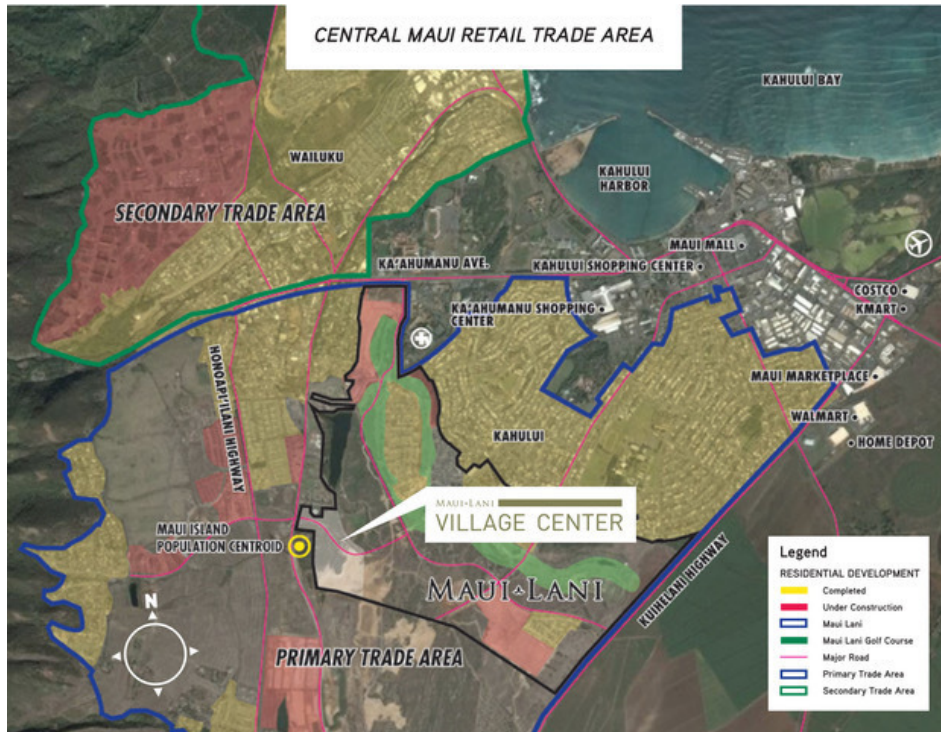 CENTRAL MAUI RETAIL TRADE AREA
KAHULUI BAY
WAILUKU
KAHULUI
HARBOR
SECONDARY TRADE AREA
MAUI MALL
KA'AHUMANU AVE.
KAHULUI SHOPPING CENTER
COSTCO
KMART
KA'AHUMANU SHOPPING
CENTER
HONOAPI'ILANI HIGHWAY
MAUI MARKETPLACE
WALMART
HOME DEPOT
KAHULUI
MAUI LANI
VILLAGE CENTER
MAUI ISLAND
POPULATION CENTROID
MAUI LANI
KUIHELANI HIGHWAY
N
PRIMARY TRADE AREA
Legend
RESIDENTIAL DEVELOPMENT
Completed
Under Construction
Maui Lani
Maui Lani Golf Course
Major Road
Primary Trade Area
Secondary Trade Area